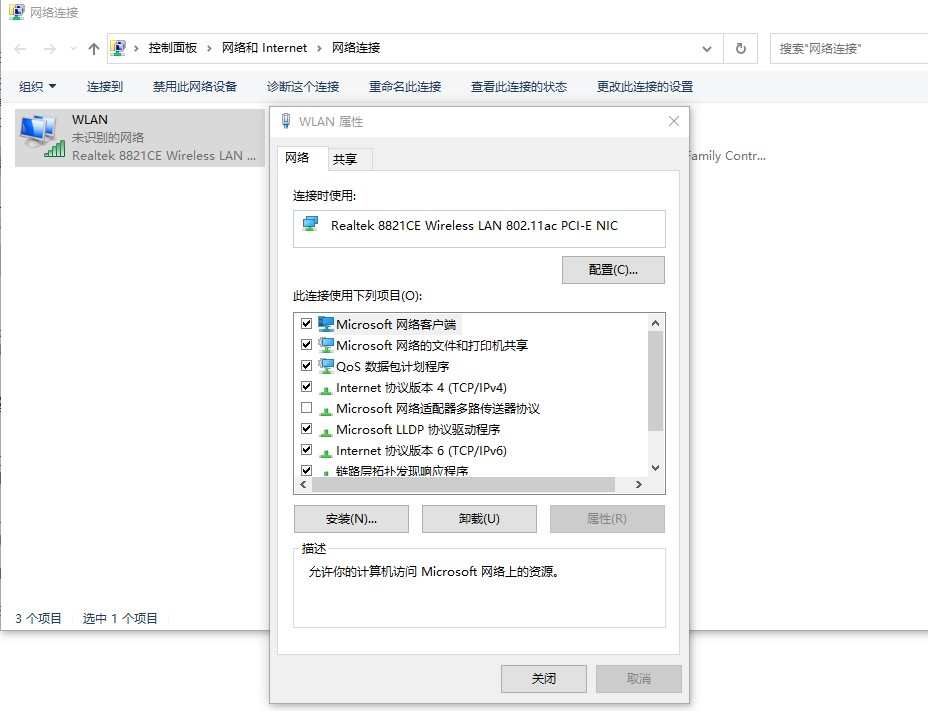 网络连接
控制面板 › 网络和 Internet › 网络连接
搜索"网络连接"
组织 连接到 禁用此网络设备 诊断这个连接 重命名此连接 查看此连接的状态 更改此连接的设置
WLAN
未识别的网络
Realtek 8821CE Wireless LAN ...
Family Contr...
WLAN 属性
网络 共享
连接时使用:
Realtek 8821CE Wireless LAN 802.11ac PCI-E NIC
配置(C)...
此连接使用下列项目(O):
Microsoft 网络客户端
Microsoft 网络的文件和打印机共享
QoS 数据包计划程序
Internet 协议版本 4 (TCP/IPv4)
Microsoft 网络适配器多路传送器协议
Microsoft LLDP 协议驱动程序
Internet 协议版本 6 (TCP/IPv6)
链路层拓扑发现响应程序
安装(N)... 卸载(U) 属性(R)
描述
允许你的计算机访问 Microsoft 网络上的资源。
关闭 取消
3 个项目 选中 1 个项目